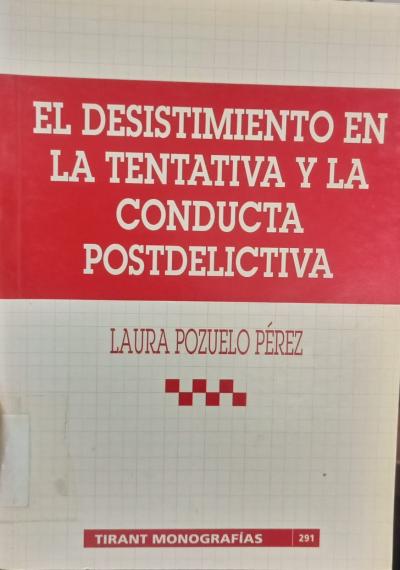 EL DESISTIMIENTO EN
LA TENTATIVA Y LA
CONDUCTA
POSTDELICTIVA
LAURA POZUELO PÉREZ
TIRANT MONOGRAFÍAS 291